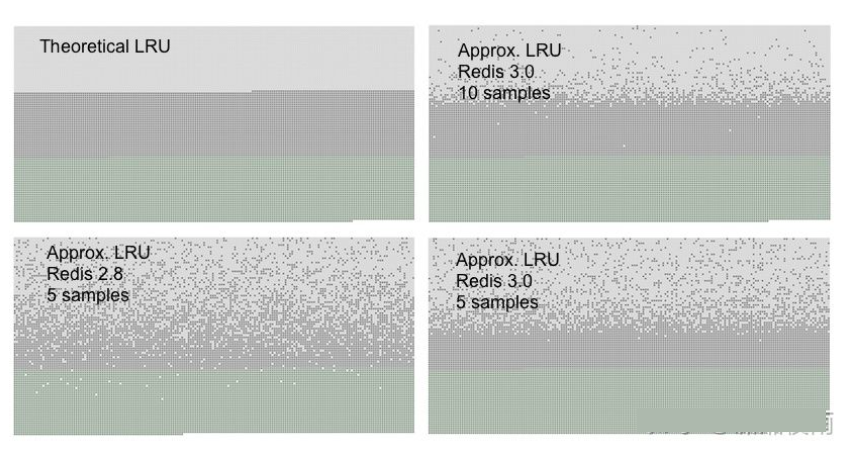 Theoretical LRU
Approx. LRU
Redis 3.0
10 samples
Approx. LRU
Redis 2.8
5 samples
Approx. LRU
Redis 3.0
5 samples